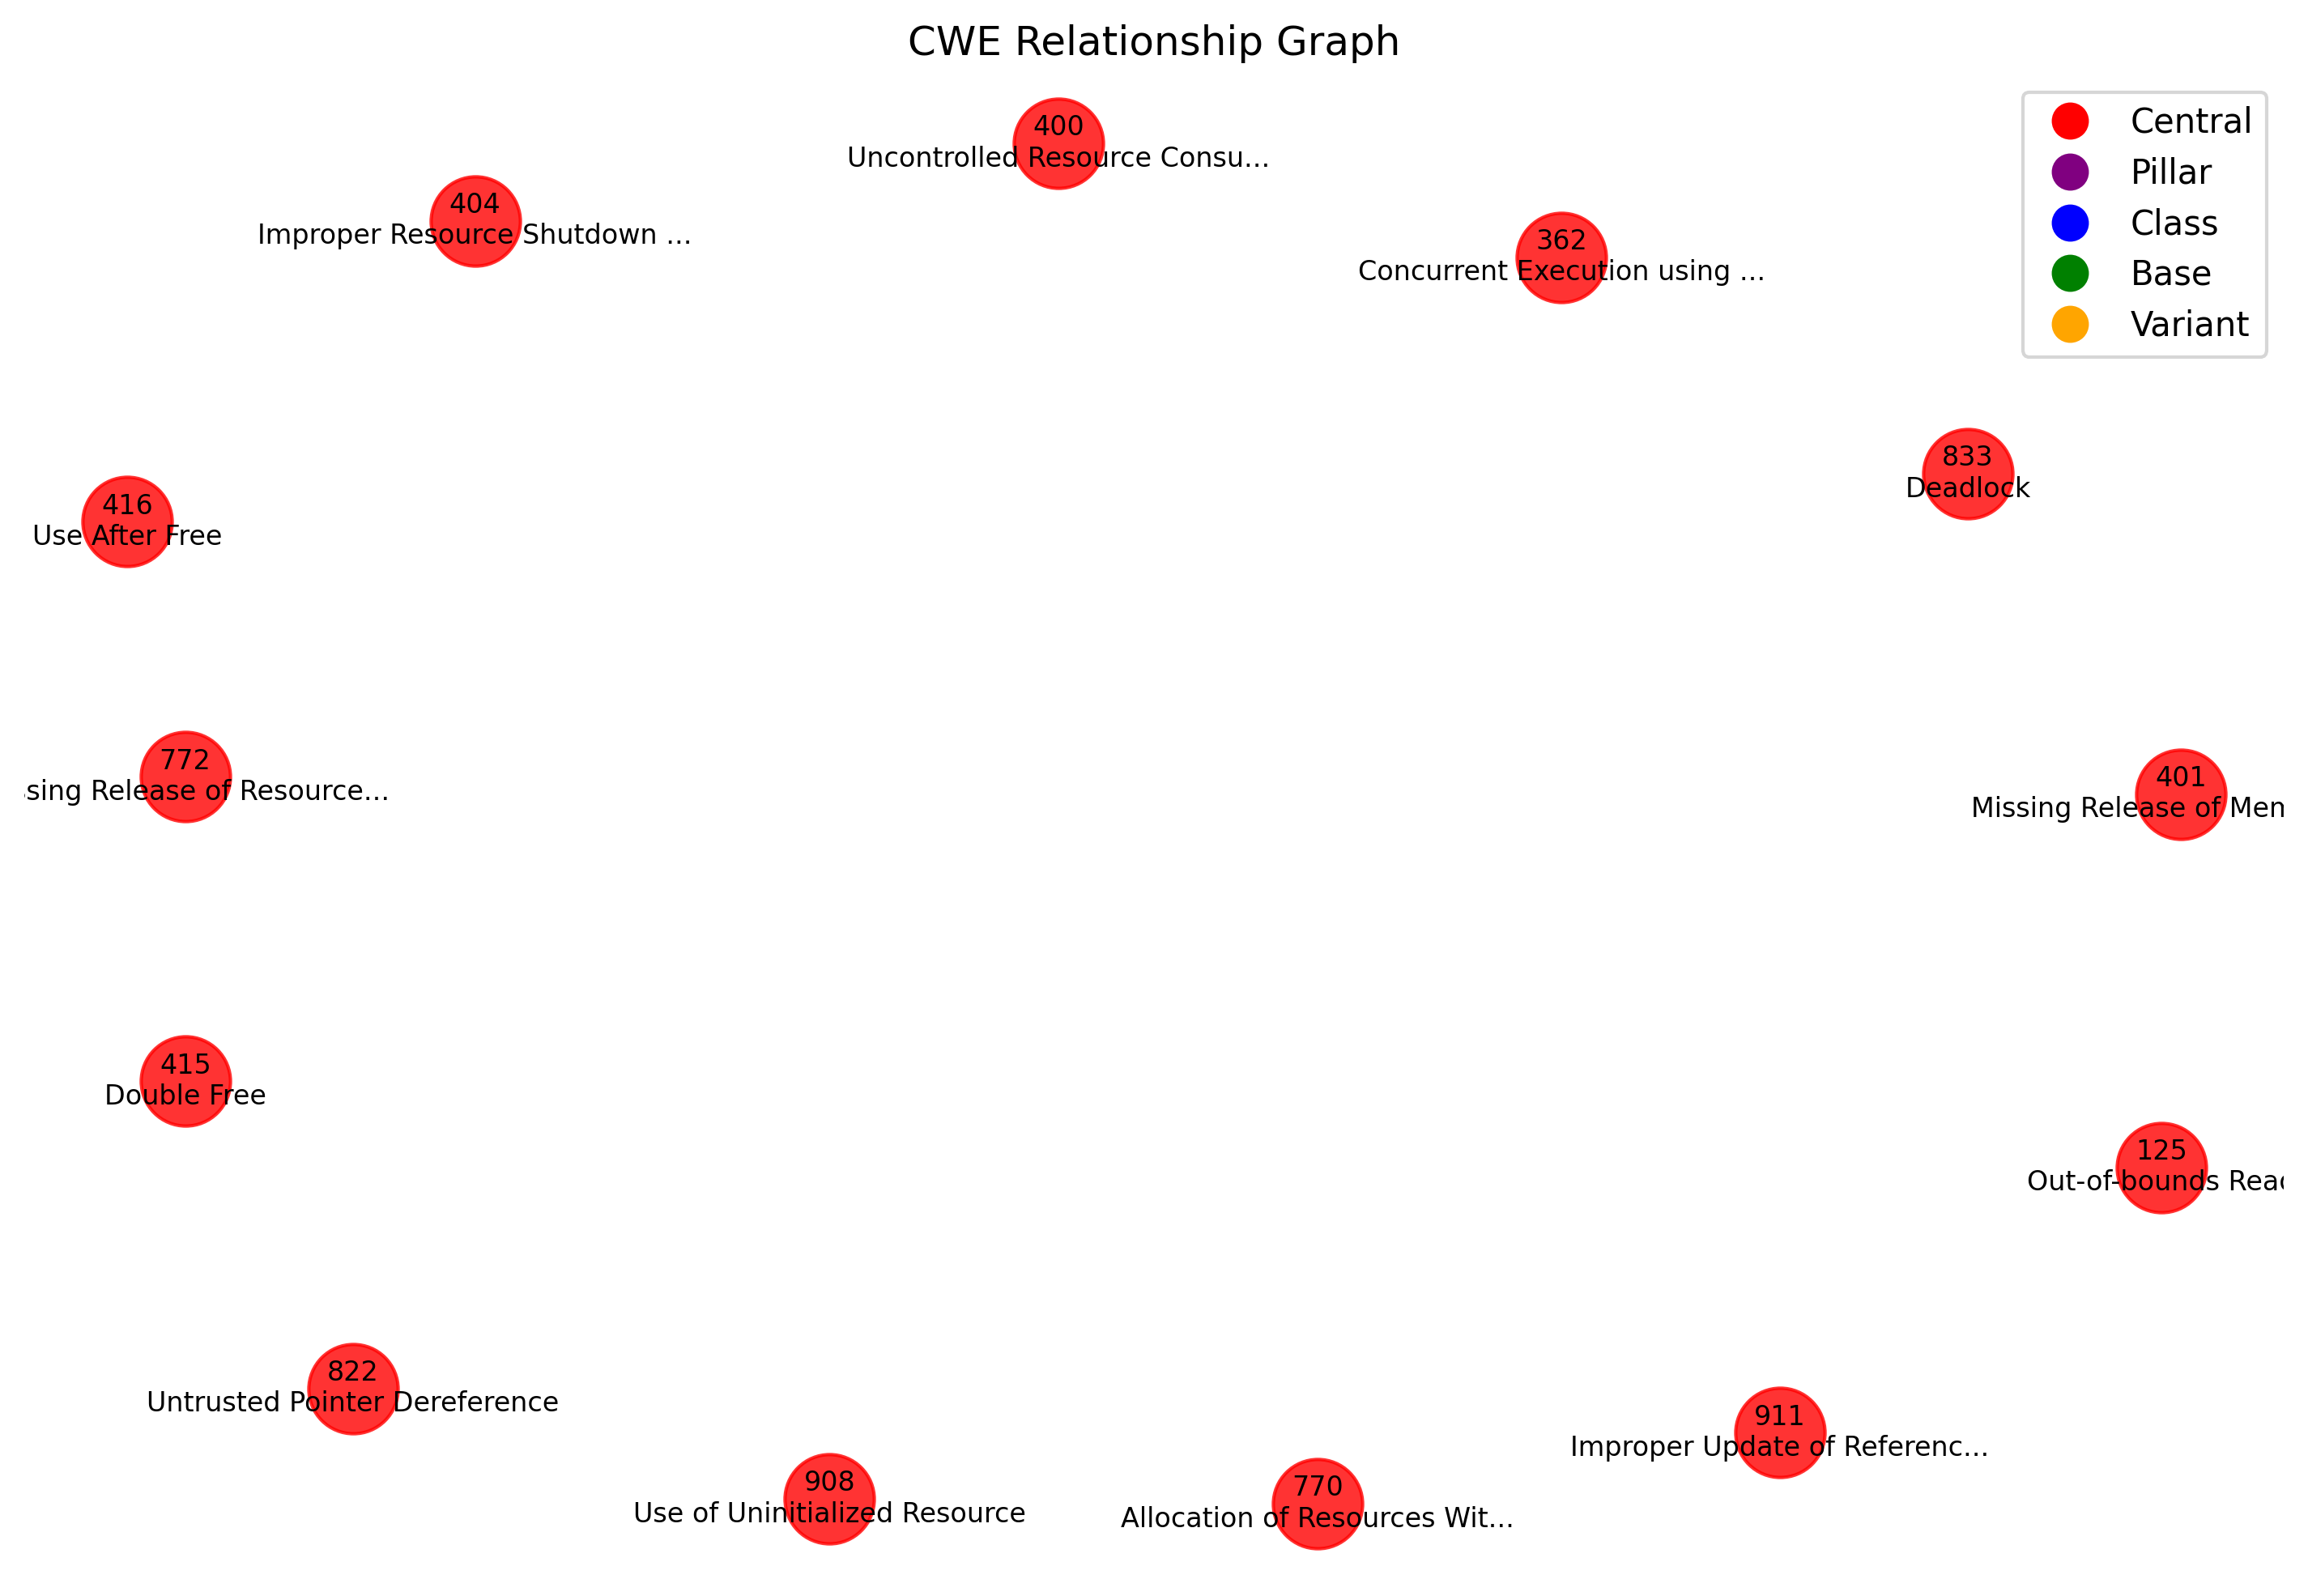 CWE Relationship Graph
400
Uncontrolled Resource Consu...
404
Improper Resource Shutdown ...
362
Concurrent Execution using ...
Central
Pillar
Class
Base
Variant
833
Deadlock
416
Use After Free
772
sing Release of Resource...
401
Missing Release of
415
Double Free
125
Out-of-bounds
822
Untrusted Pointer Dereference
911
Improper Update of Referenc...
908
Use of Uninitialized Resource
770
Allocation of Resources Wit...